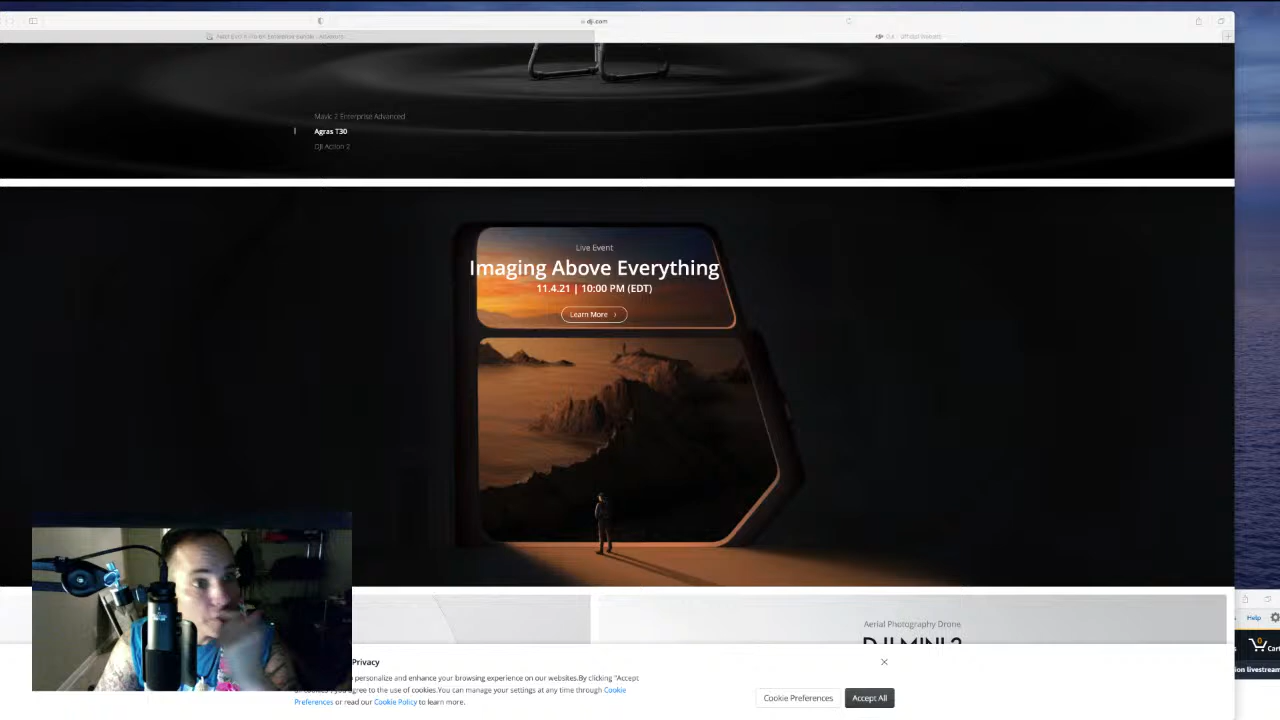 dji.com
DJI - Official Website
Mavic 2 Enterprise Advanced
Agras T30
DJI Action 2
Live Event
Imaging Above Everything
11.4.21 | 10:00 PM (EDT)
Learn More
Aerial Photography Drone
DJI MINI 2
Help
0
Cart
Privacy
personalize and enhance your browsing experience on our websites.By clicking "Accept
you agree to the use of cookies.You can manage your settings at any time through Cookie
Preferences or read our Cookie Policy to learn more.
Cookie Preferences
Accept All